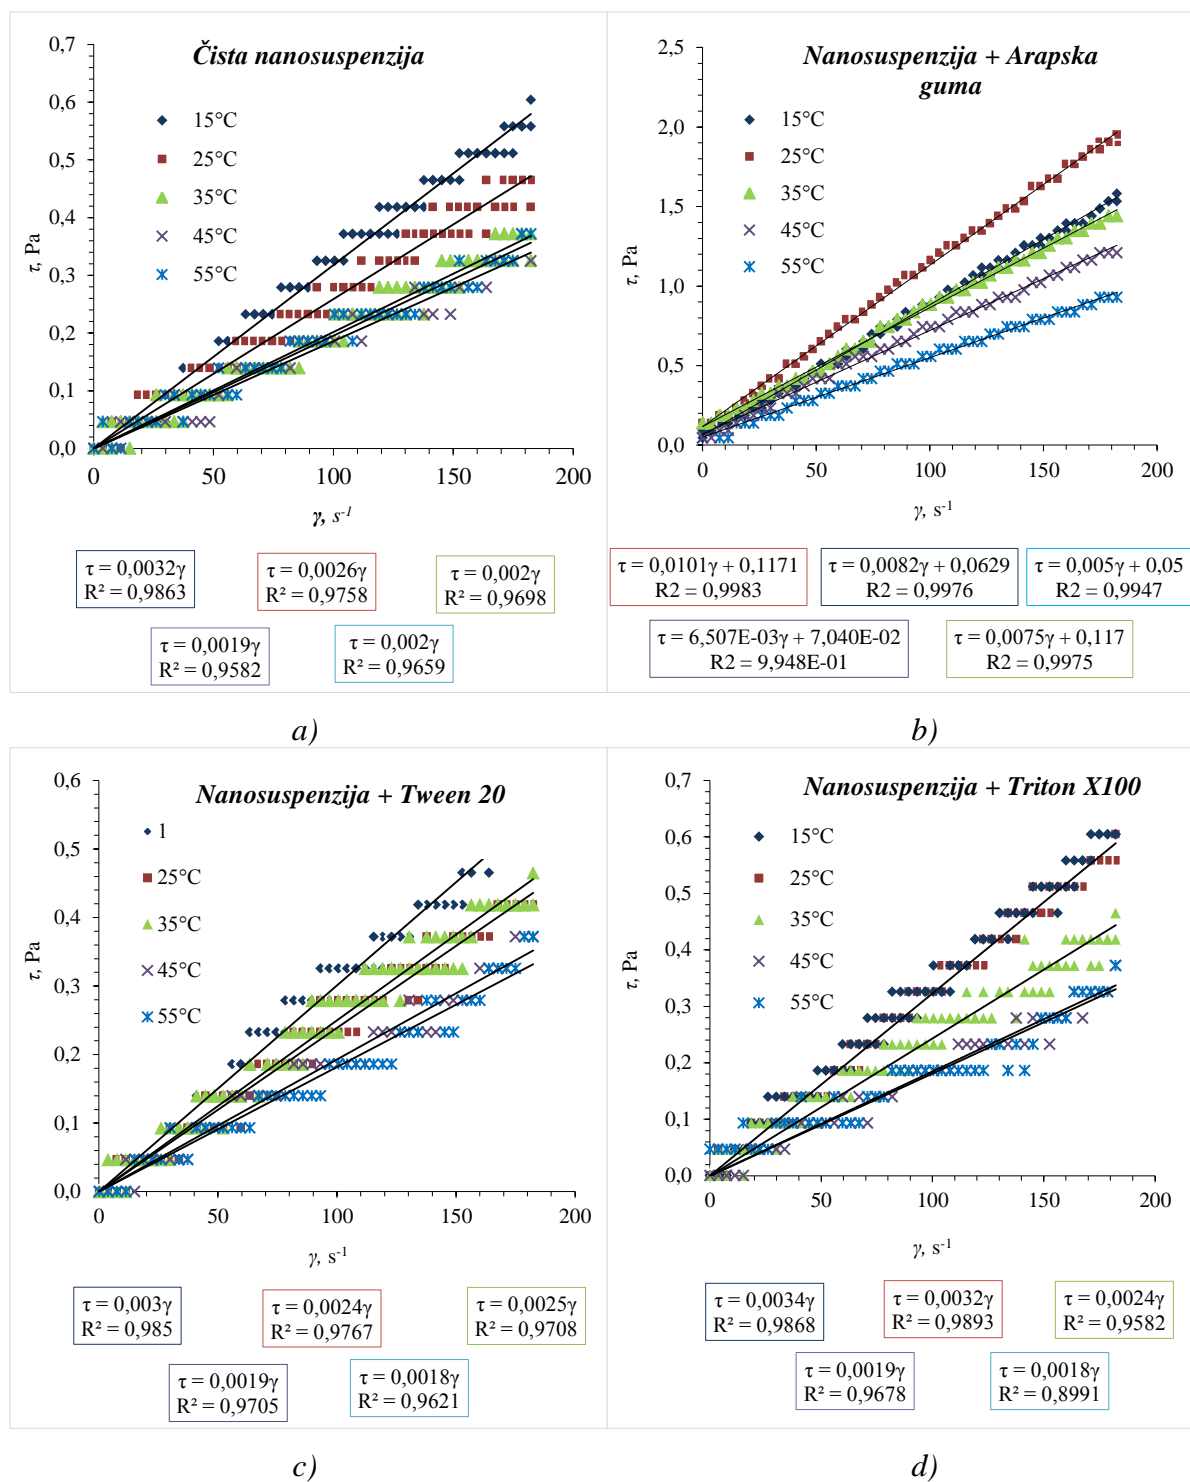 Čista nanosuspenzija
0,7
0,6
0,5
0,4
0,3
0,2
0,1
0,0
τ, Pa
15°C
25°C
35°C
45°C
55°C
0 50 100 150 200
γ, s⁻¹
τ = 0,0032γ
R² = 0,9863
τ = 0,0026γ
R² = 0,9758
τ = 0,002γ
R² = 0,9698
τ = 0,0019γ
R² = 0,9582
τ = 0,002γ
R² = 0,9659
a)
Nanosuspenzija + Arapska
guma
2,5
2,0
1,5
1,0
0,5
0,0
τ, Pa
15°C
25°C
35°C
45°C
55°C
0 50 100 150 200
γ, s⁻¹
τ = 0,0101γ + 0,1171
R2 = 0,9983
τ = 0,0082γ + 0,0629
R2 = 0,9976
τ = 0,005γ + 0,05
R2 = 0,9947
τ = 6,507E-03γ + 7,040E-02
R2 = 9,948E-01
τ = 0,0075γ + 0,117
R2 = 0,9975
b)
Nanosuspenzija + Tween 20
0,6
0,5
0,4
0,3
0,2
0,1
0,0
τ, Pa
1
25°C
35°C
45°C
55°C
0 50 100 150 200
γ, s⁻¹
τ = 0,003γ
R² = 0,985
τ = 0,0024γ
R² = 0,9767
τ = 0,0025γ
R² = 0,9708
τ = 0,0019γ
R² = 0,9705
τ = 0,0018γ
R² = 0,9621
c)
Nanosuspenzija + Triton X100
0,7
0,6
0,5
0,4
0,3
0,2
0,1
0,0
τ, Pa
15°C
25°C
35°C
45°C
55°C
0 50 100 150 200
γ, s⁻¹
τ = 0,0034γ
R² = 0,9868
τ = 0,0032γ
R² = 0,9893
τ = 0,0024γ
R² = 0,9582
τ = 0,0019γ
R² = 0,9678
τ = 0,0018γ
R² = 0,8991
d)